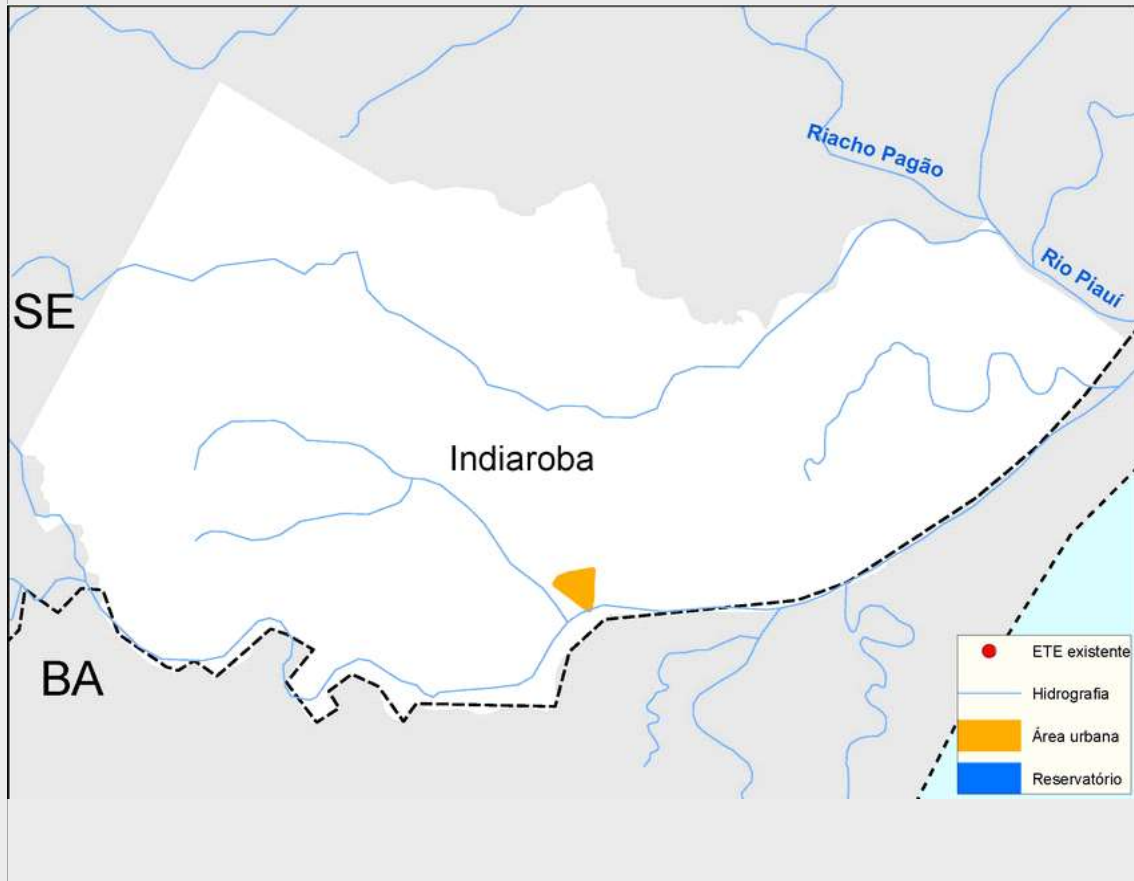 Riacho Pagão
Rio Piauí
SE
Indiaroba
BA
ETE existente
Hidrografia
Área urbana
Reservatório